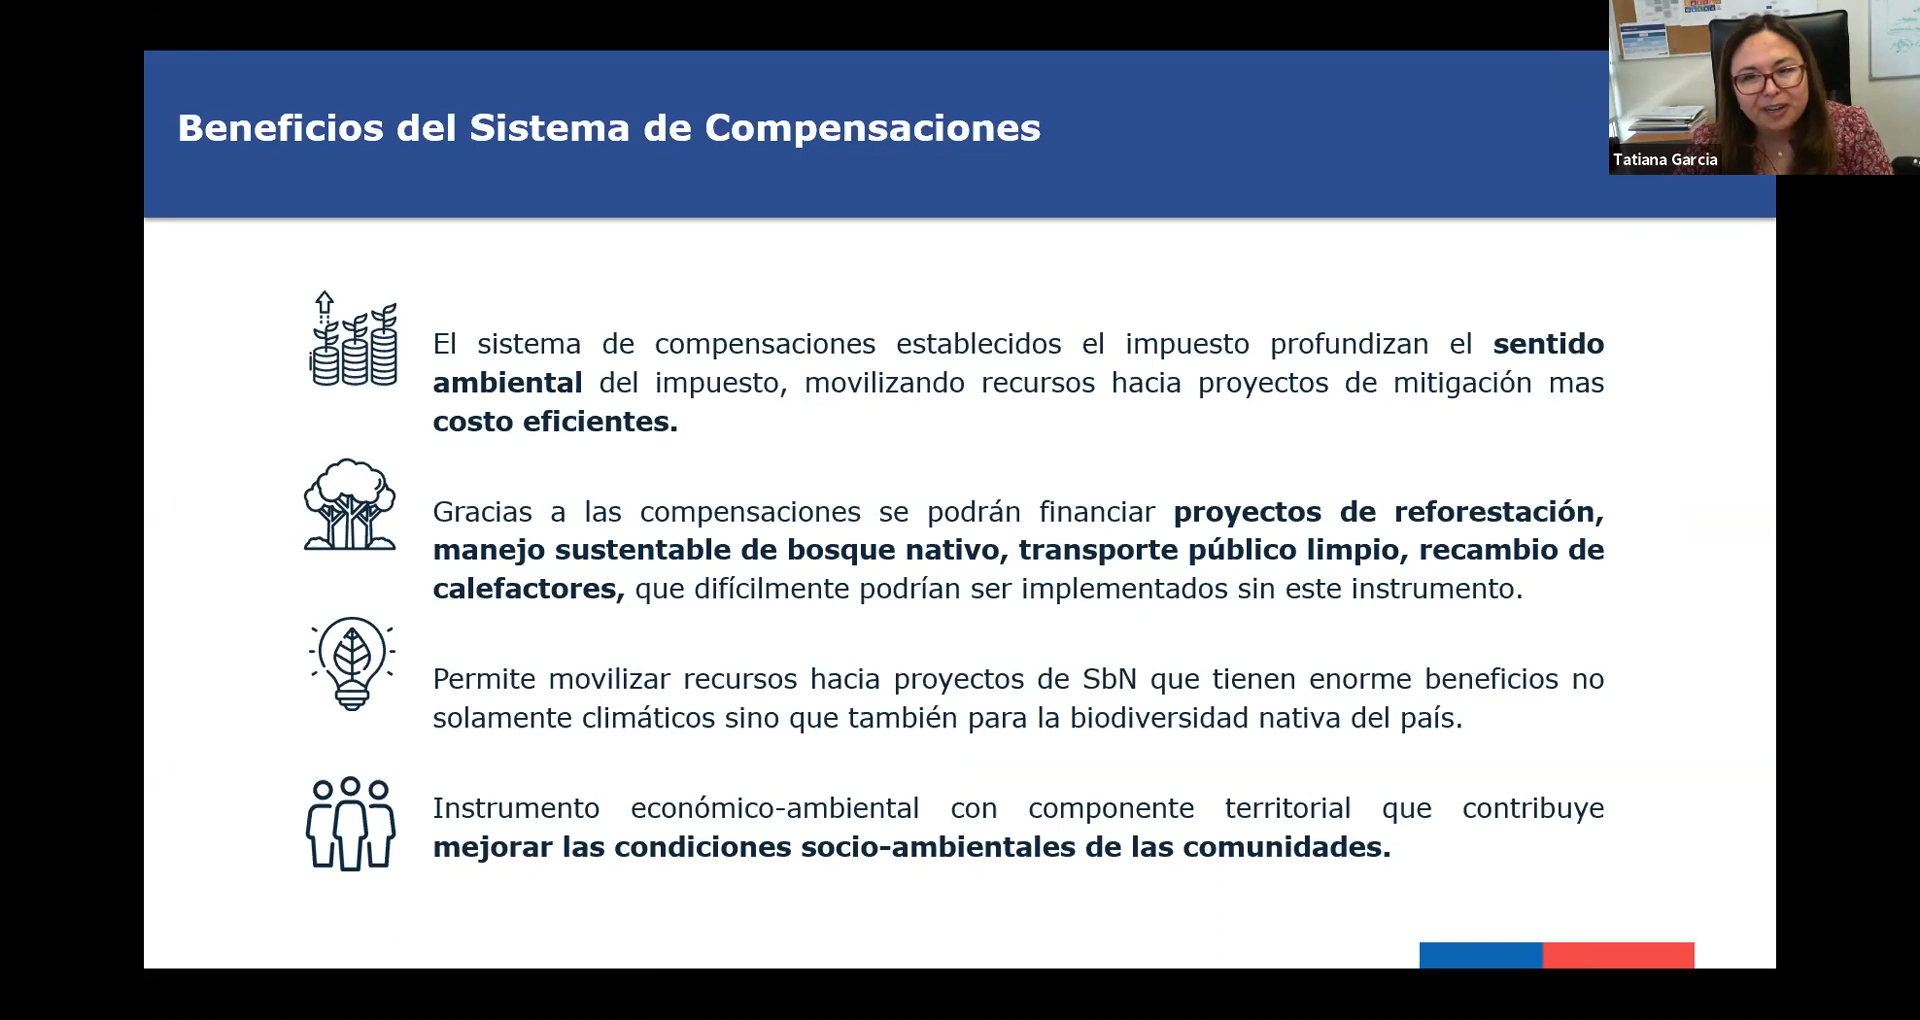 Beneficios del Sistema de Compensaciones
Tatiana Garcia
El sistema de compensaciones establecidos el impuesto profundizan el sentido
ambiental del impuesto, movilizando recursos hacia proyectos de mitigación mas
costo eficientes.
Gracias a las compensaciones se podrán financiar proyectos de reforestación,
manejo sustentable de bosque nativo, transporte público limpio, recambio de
calefactores, que difícilmente podrían ser implementados sin este instrumento.
Permite movilizar recursos hacia proyectos de SbN que tienen enorme beneficios no
solamente climáticos sino que también para la biodiversidad nativa del país.
Instrumento económico-ambiental con componente territorial que contribuye
mejorar las condiciones socio-ambientales de las comunidades.